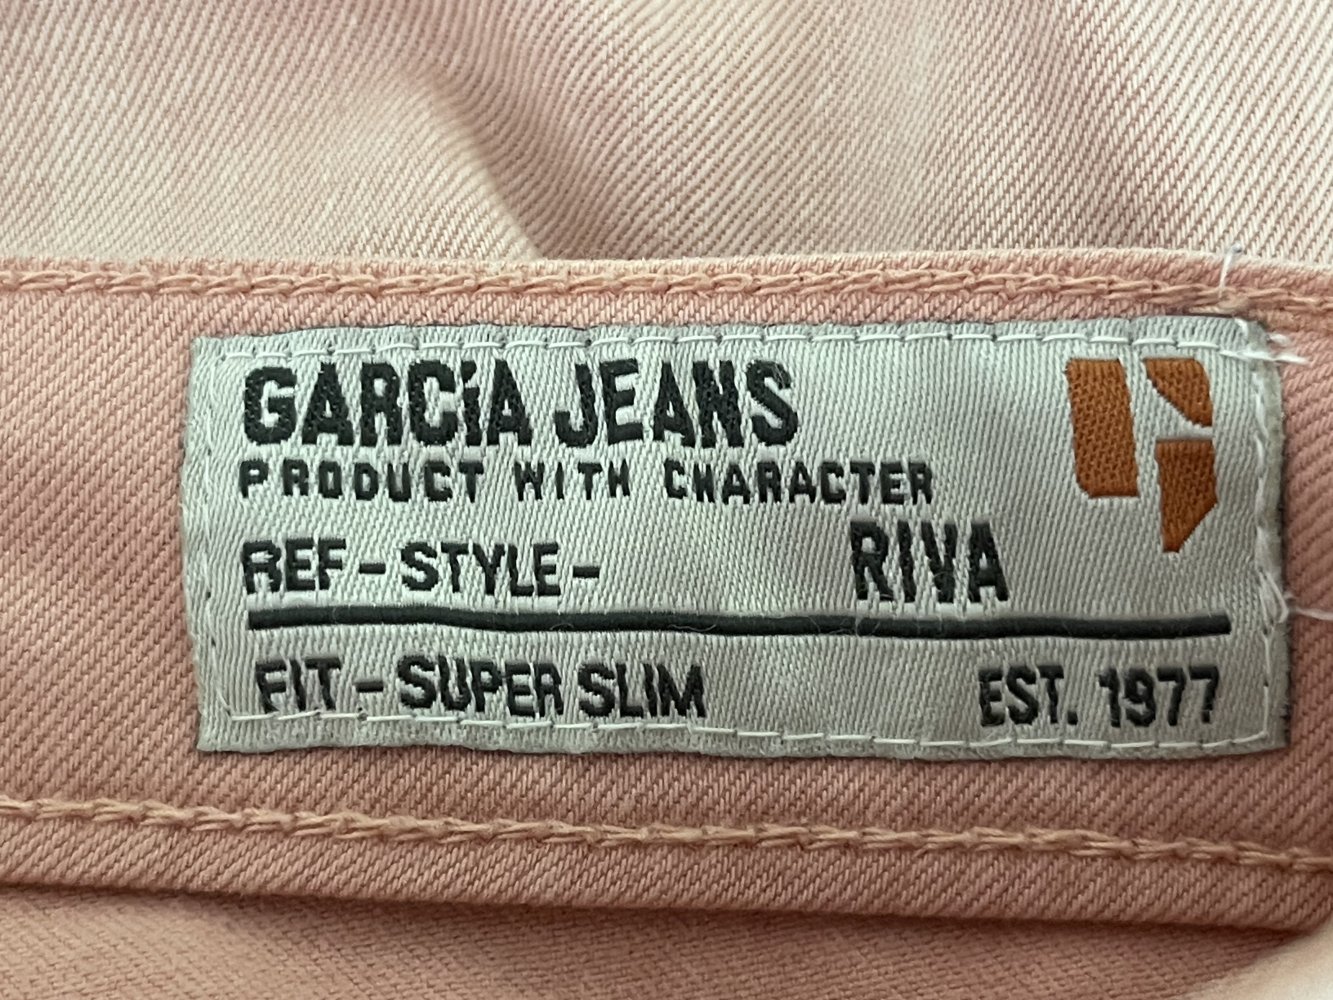 GARCiA JEANS
PRODUCT WITH CHARACTER
REF - STYLE - RIVA
FIT - SUPER SLIM EST. 1977